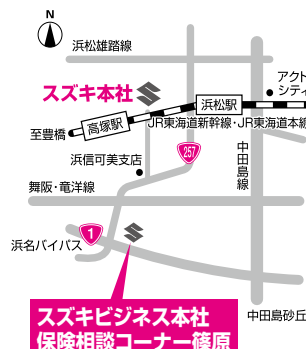 N
浜松雄踏線
アクト
シティ
スズキ本社
浜松駅
高塚駅
JR東海道新幹線・JR東海道本線
至豊橋
浜信可美支店
257
中田島線
舞阪・竜洋線
1
浜名バイパス
中田島砂丘
スズキビジネス本社
保険相談コーナー篠原